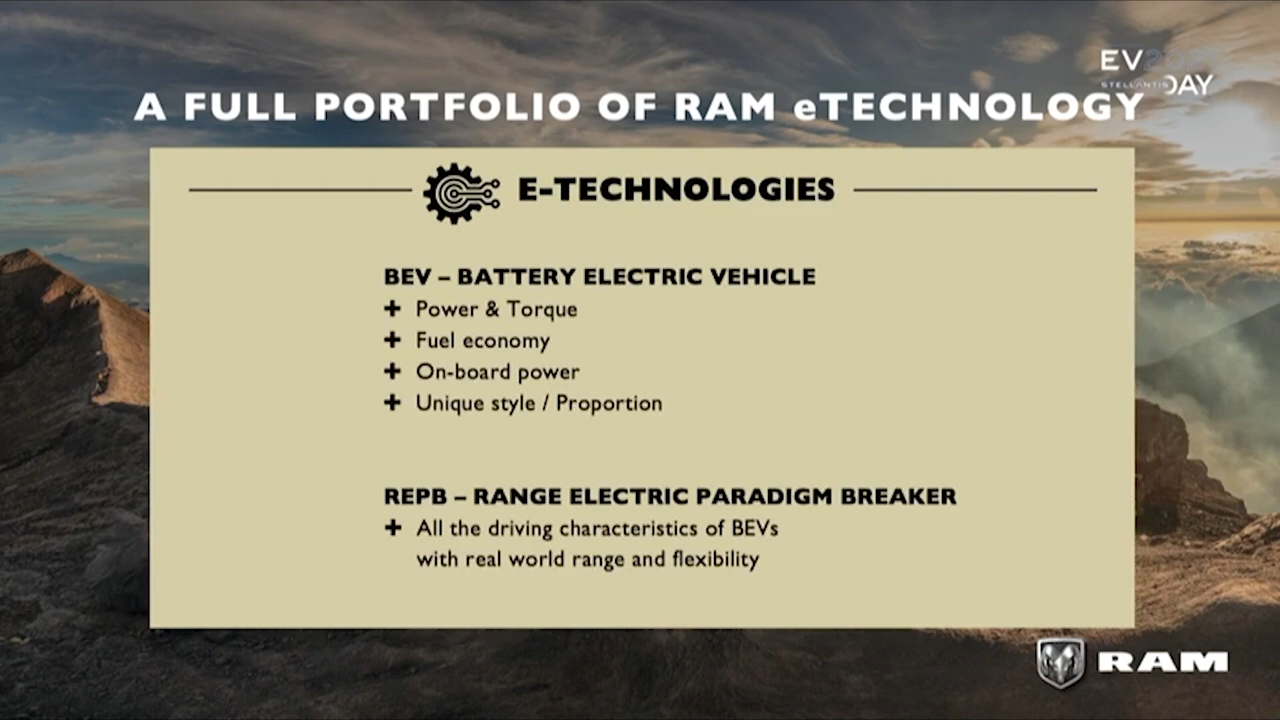 EV
STELLANTIS DAY
A FULL PORTFOLIO OF RAM eTECHNOLOGY
E-TECHNOLOGIES
BEV – BATTERY ELECTRIC VEHICLE
+ Power & Torque
+ Fuel economy
+ On-board power
+ Unique style / Proportion
REPB – RANGE ELECTRIC PARADIGM BREAKER
+ All the driving characteristics of BEVs
with real world range and flexibility
RAM